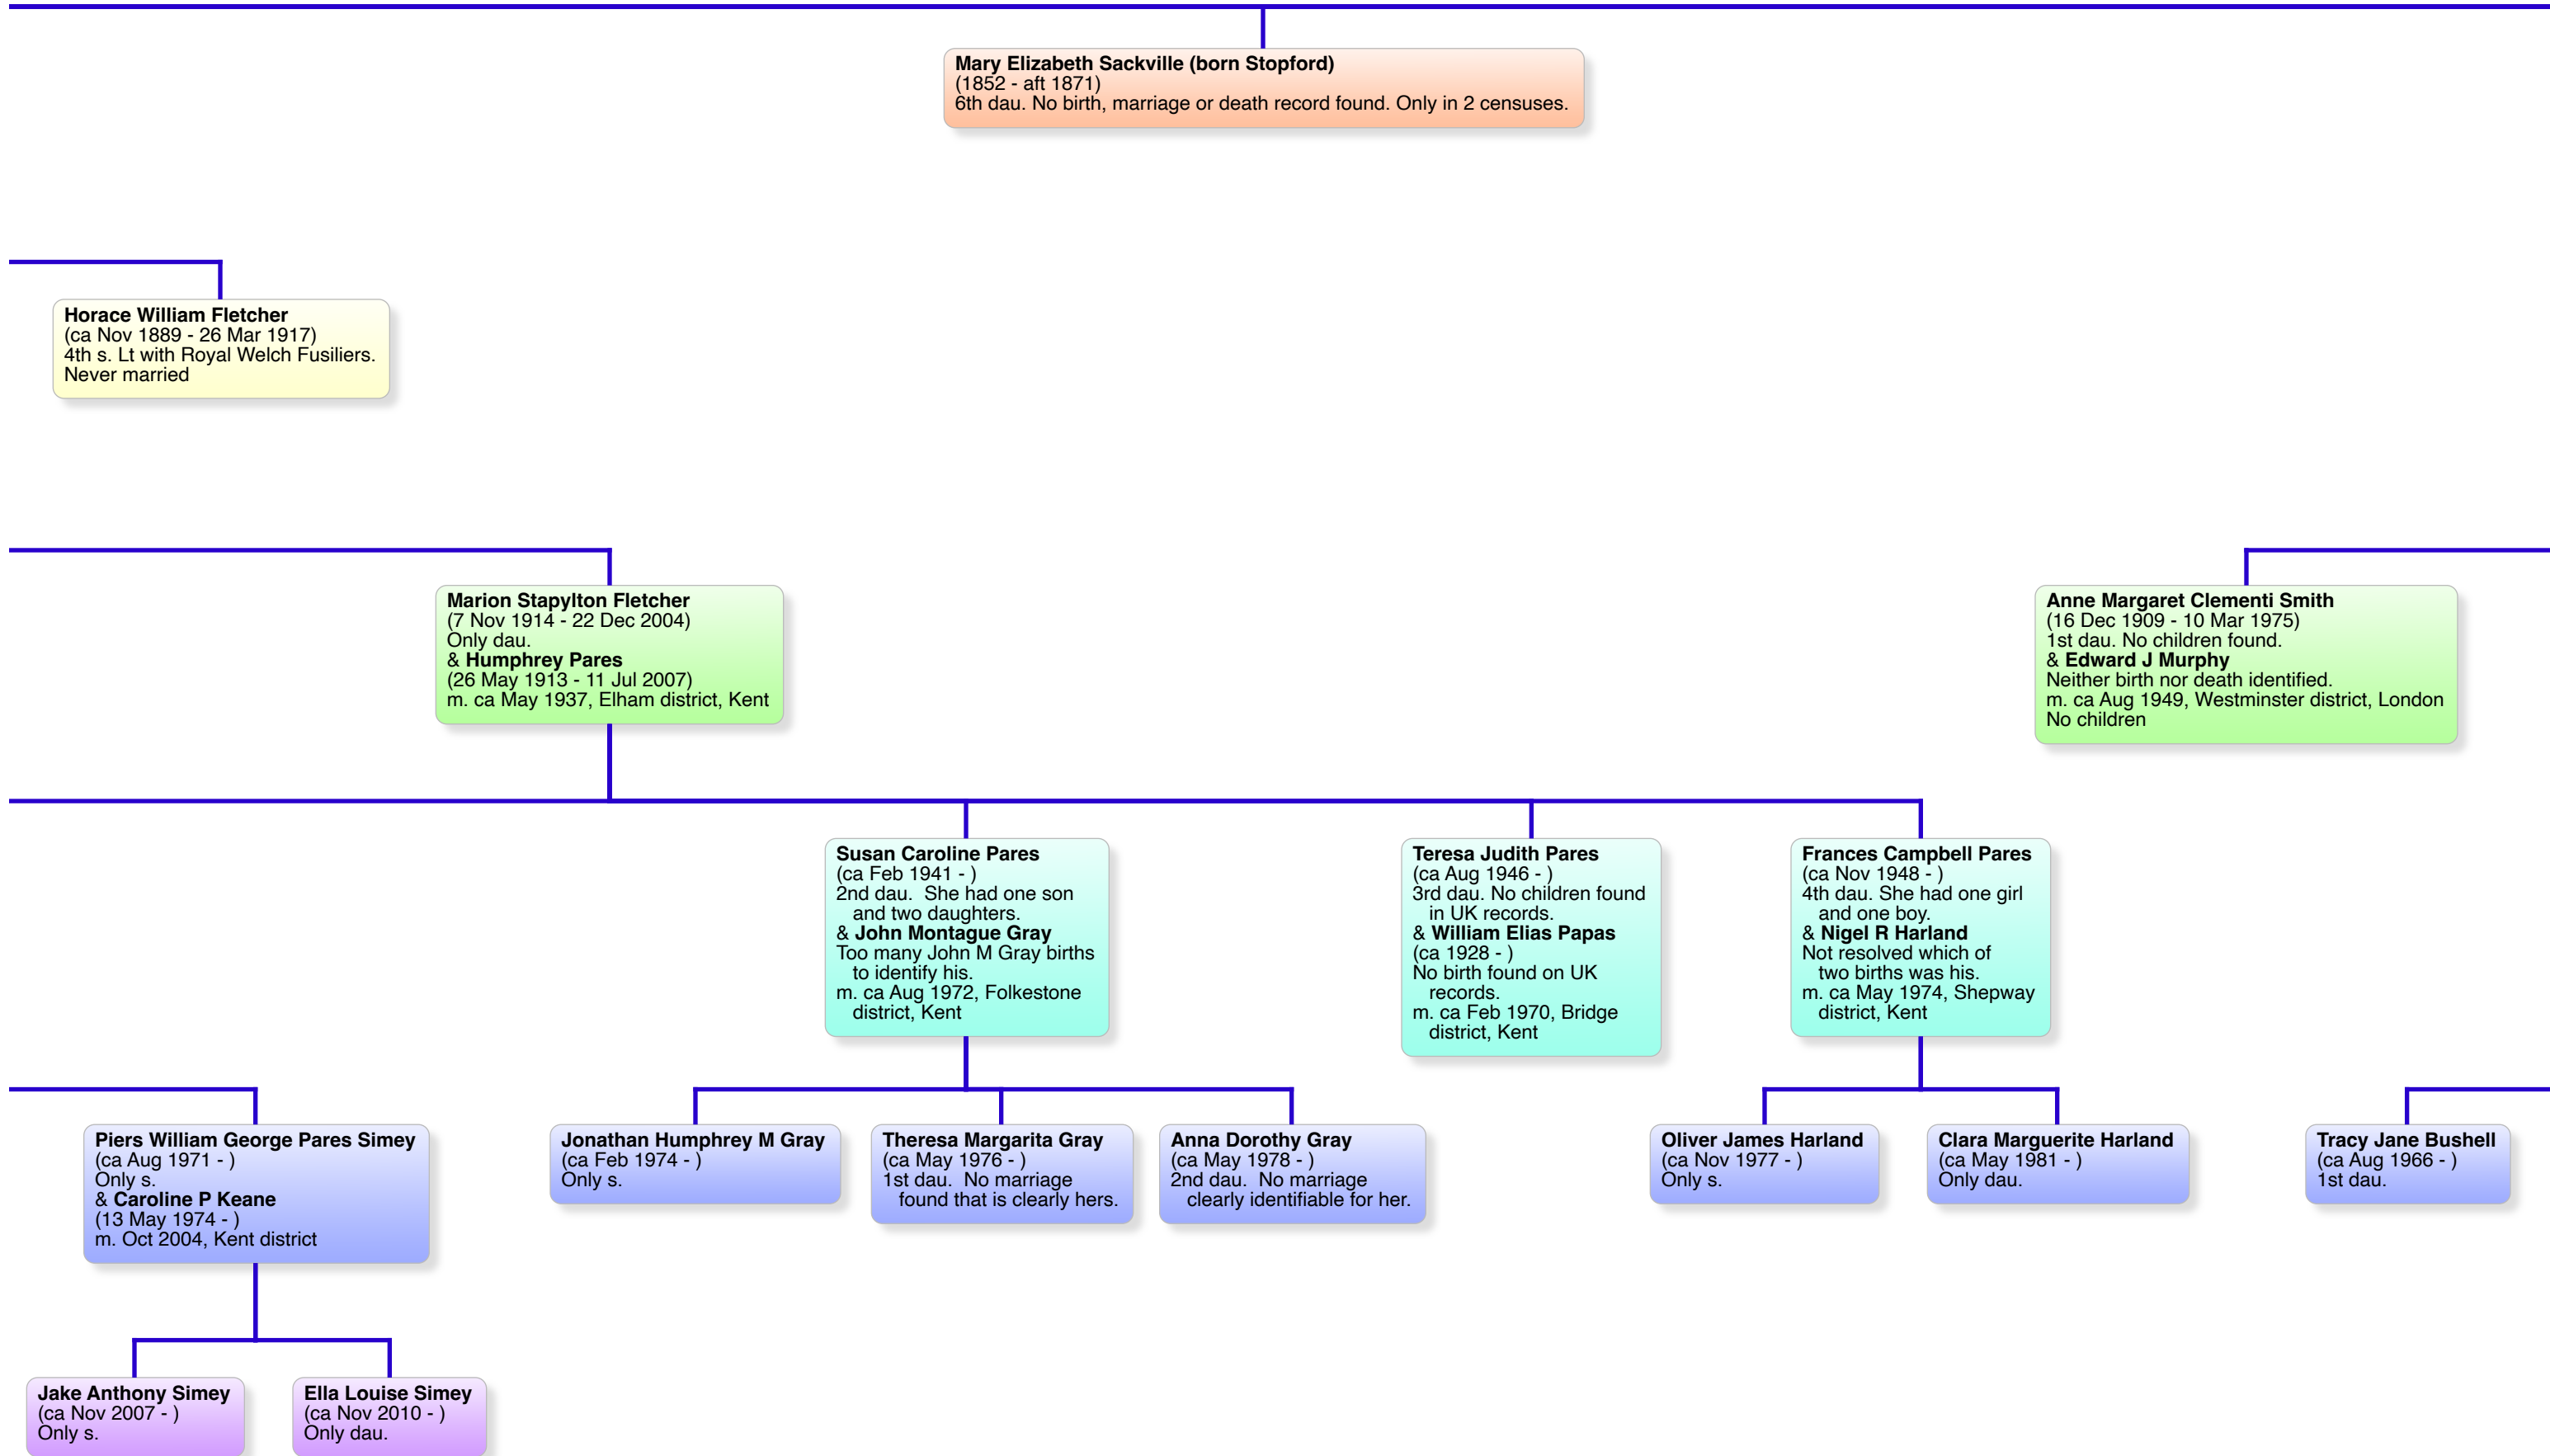 Mary Elizabeth Sackville (born Stopford)
(1852 - aft 1871)
6th dau. No birth, marriage or death record found. Only in 2 censuses.
Horace William Fletcher
(ca Nov 1889 - 26 Mar 1917)
4th s. Lt with Royal Welch Fusiliers.
Never married
Marion Stapylton Fletcher
(7 Nov 1914 - 22 Dec 2004)
Only dau.
& Humphrey Pares
(26 May 1913 - 11 Jul 2007)
m. ca May 1937, Elham district, Kent
Anne Margaret Clementi Smith
(16 Dec 1909 - 10 Mar 1975)
1st dau. No children found.
& Edward J Murphy
Neither birth nor death identified.
m. ca Aug 1949, Westminster district, London
No children
Susan Caroline Pares
(ca Feb 1941 - )
2nd dau.  She had one son
and two daughters.
& John Montague Gray
Too many John M Gray births
to identify his.
m. ca Aug 1972, Folkestone
district, Kent
Teresa Judith Pares
(ca Aug 1946 - )
3rd dau. No children found
in UK records.
& William Elias Papas
(ca 1928 - )
No birth found on UK
records.
m. ca Feb 1970, Bridge
district, Kent
Frances Campbell Pares
(ca Nov 1948 - )
4th dau. She had one girl
and one boy.
& Nigel R Harland
Not resolved which of
two births was his.
m. ca May 1974, Shepway
district, Kent
Piers William George Pares Simey
(ca Aug 1971 - )
Only s.
& Caroline P Keane
(13 May 1974 - )
m. Oct 2004, Kent district
Jonathan Humphrey M Gray
(ca Feb 1974 - )
Only s.
Theresa Margarita Gray
(ca May 1976 - )
1st dau.  No marriage
found that is clearly hers.
Anna Dorothy Gray
(ca May 1978 - )
2nd dau.  No marriage
clearly identifiable for her.
Oliver James Harland
(ca Nov 1977 - )
Only s.
Clara Marguerite Harland
(ca May 1981 - )
Only dau.
Tracy Jane Bushell
(ca Aug 1966 - )
1st dau.
Jake Anthony Simey
(ca Nov 2007 - )
Only s.
Ella Louise Simey
(ca Nov 2010 - )
Only dau.